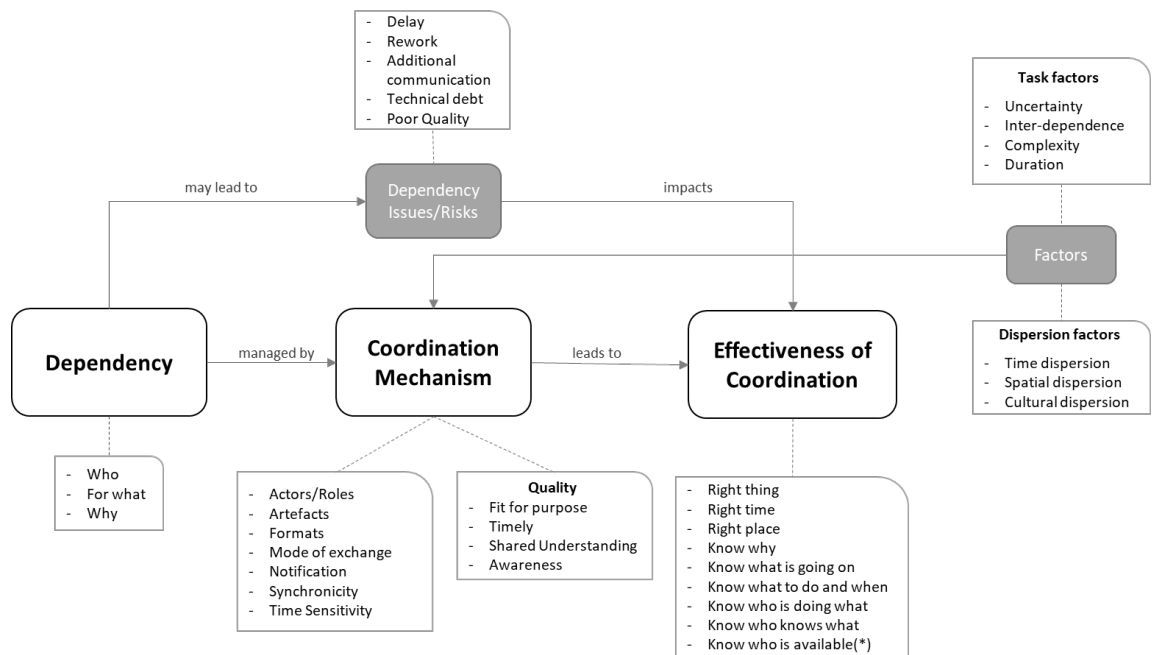 - Delay
- Rework
- Additional
communication
- Technical debt
- Poor Quality
Task factors
- Uncertainty
- Inter-dependence
- Complexity
- Duration
may lead to
Dependency
Issues/Risks
impacts
Factors
Dependency
managed by
Coordination
Mechanism
leads to
Effectiveness of
Coordination
Dispersion factors
- Time dispersion
- Spatial dispersion
- Cultural dispersion
- Who
- For what
- Why
- Actors/Roles
- Artefacts
- Formats
- Mode of exchange
- Notification
- Synchronicity
- Time Sensitivity
Quality
- Fit for purpose
- Timely
- Shared Understanding
- Awareness
- Right thing
- Right time
- Right place
- Know why
- Know what is going on
- Know what to do and when
- Know who is doing what
- Know who knows what
- Know who is available(*)